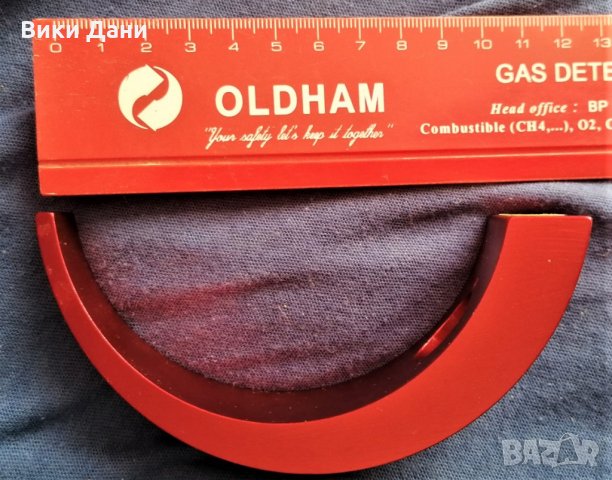 Вики Дани
0 1 2 3 4 5 6 7 8 9 10 11 12 13
OLDHAM
"Your safety let's keep it together"
GAS DETE
Head office : BP
Combustible (CH4,...), O2, C
BAZAR